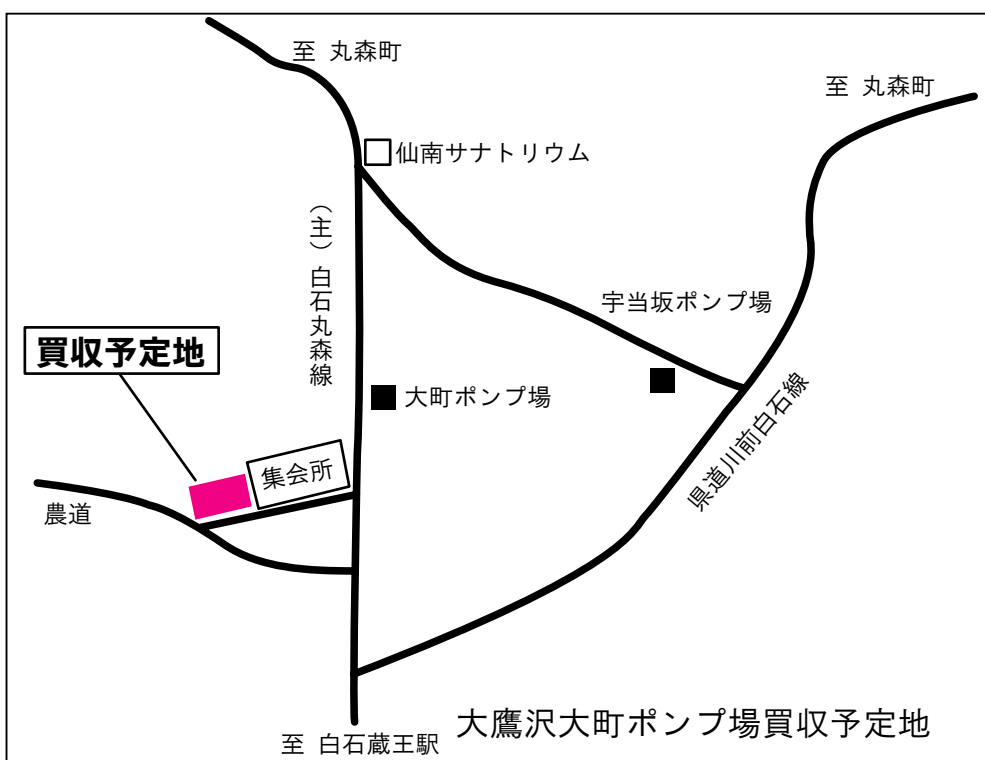 至 丸森町
至 丸森町
仙南サナトリウム
（主）白石丸森線
宇当坂ポンプ場
買収予定地
大町ポンプ場
県道川前白石線
集会所
農道
大鷹沢大町ポンプ場買収予定地
至 白石蔵王駅